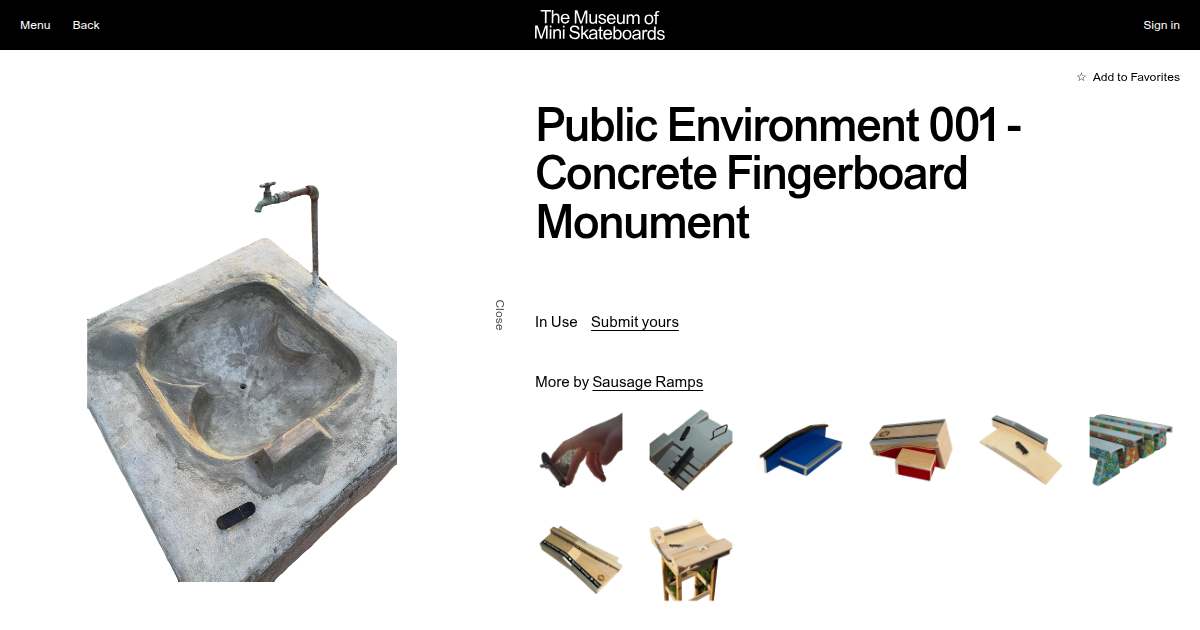 Menu Back
The Museum of
Mini Skateboards
Sign in
☆ Add to Favorites
Public Environment 001 -
Concrete Fingerboard
Monument
Close
In Use Submit yours
More by Sausage Ramps